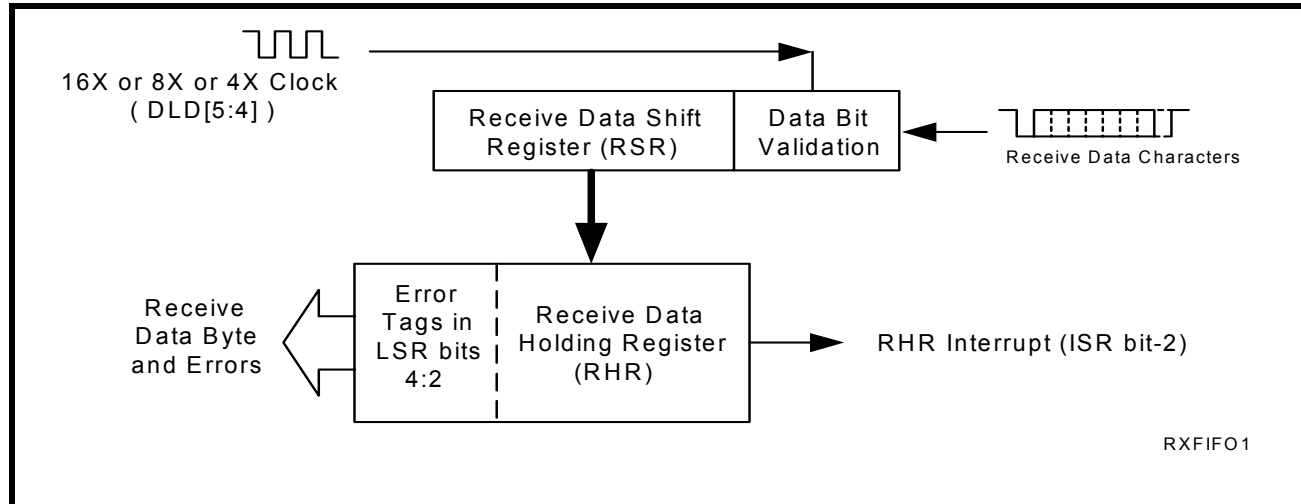 16X or 8X or 4X Clock
( DLD[5:4] )
Receive Data Shift
Register (RSR)
Data Bit
Validation
Receive Data Characters
Receive
Data Byte
and Errors
Error
Tags in
LSR bits
4:2
Receive Data
Holding Register
(RHR)
RHR Interrupt (ISR bit-2)
RXFIFO1